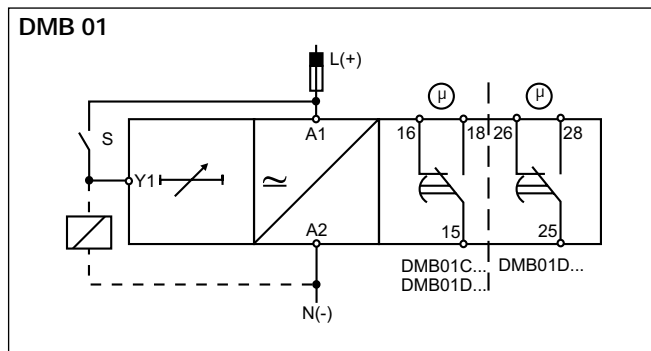 DMB 01
L(+)
µ µ
S A1 16 18 26 28
Y1
A2 15 25
DMB01C... DMB01D...
DMB01D...
N(-)